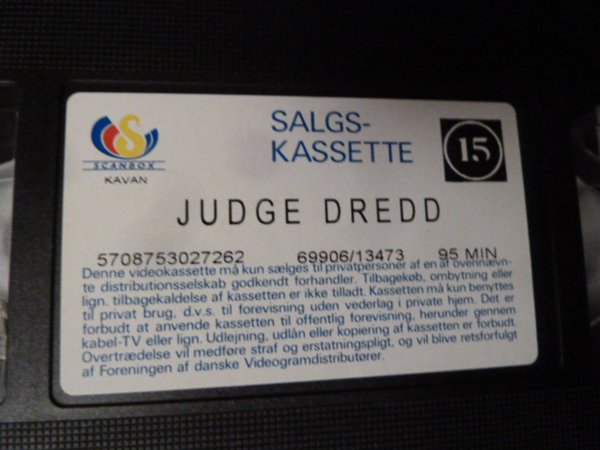 SALGS-
KASSETTE
15
S
SCANBOX
KAVAN
JUDGE DREDD
5708753027262 69906/13473 95 MIN
Denne videokassette må kun sælges til privatpersoner af en af ovennævn-
te distributionsselskab godkendt forhandler. Tilbagekøb, ombytning eller
lign. tilbagekaldelse af kassetten er ikke tilladt. Kassetten må kun benyttes
til privat brug, d.v.s. til forevisning uden vederlag i private hjem. Det er
forbudt at anvende kassetten til offentlig forevisning, herunder gennem
kabel-TV eller lign. Udlejning, udlån eller kopiering af kassetten er forbudt.
Overtrædelse vil medføre straf og erstatningspligt, og vil blive retsforfulgt
af Foreningen af danske Videogramdistributører.